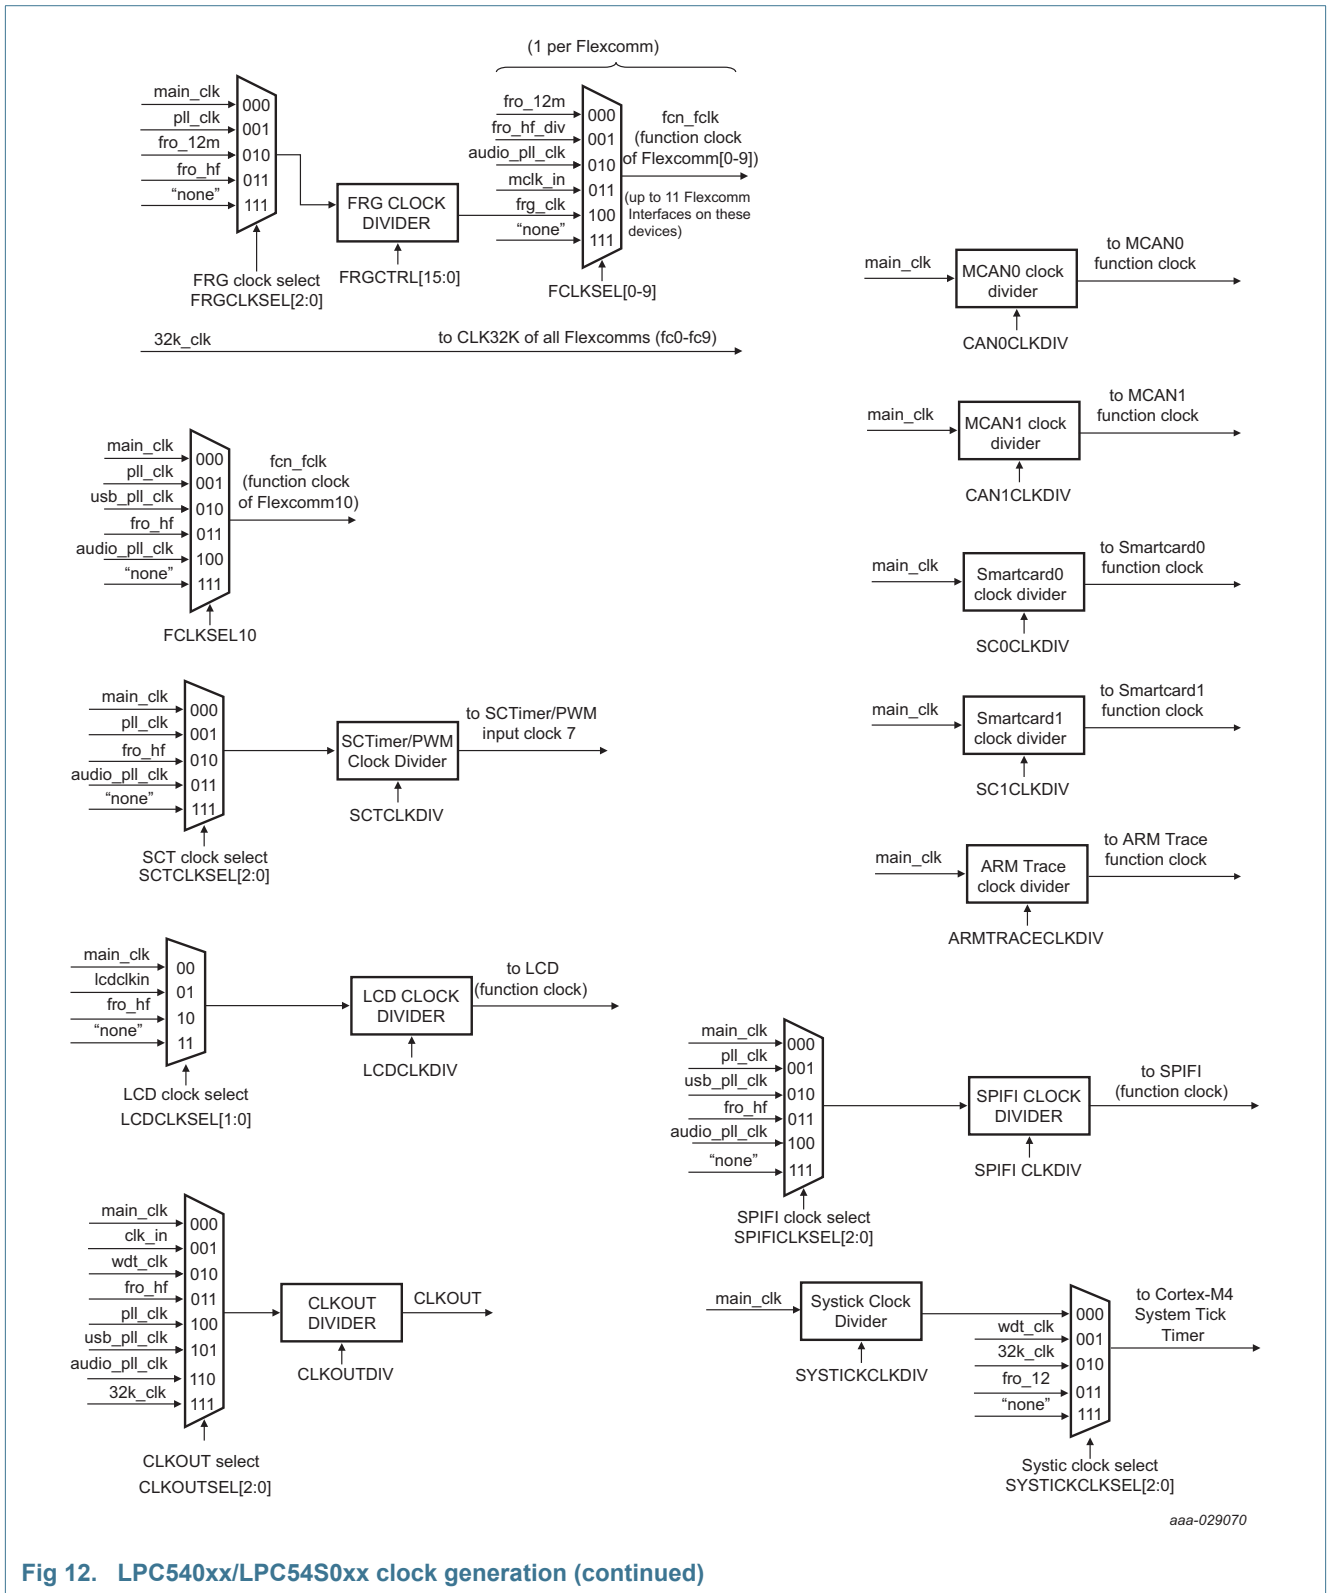 (1 per Flexcomm)
main_clk
pll_clk
fro_12m
fro_hf
“none”
000
001
010
011
111
FRG clock select
FRGCLKSEL[2:0]
FRG CLOCK
DIVIDER
FRGCTRL[15:0]
fro_12m
fro_hf_div
audio_pll_clk
mclk_in
frg_clk
“none”
000
001
010
011
100
111
FCLKSEL[0-9]
fcn_fclk
(function clock
of Flexcomm[0-9])
(up to 11 Flexcomm
Interfaces on these
devices)
32k_clk
to CLK32K of all Flexcomms (fc0-fc9)
main_clk
MCAN0 clock
divider
CAN0CLKDIV
to MCAN0
function clock
main_clk
MCAN1 clock
divider
CAN1CLKDIV
to MCAN1
function clock
main_clk
pll_clk
usb_pll_clk
fro_hf
audio_pll_clk
“none”
000
001
010
011
100
111
FCLKSEL10
fcn_fclk
(function clock
of Flexcomm10)
main_clk
Smartcard0
clock divider
SC0CLKDIV
to Smartcard0
function clock
main_clk
Smartcard1
clock divider
SC1CLKDIV
to Smartcard1
function clock
main_clk
pll_clk
fro_hf
audio_pll_clk
“none”
000
001
010
011
111
SCT clock select
SCTCLKSEL[2:0]
SCTimer/PWM
Clock Divider
SCTCLKDIV
to SCTimer/PWM
input clock 7
main_clk
ARM Trace
clock divider
ARMTRACECLKDIV
to ARM Trace
function clock
main_clk
lcdclkin
fro_hf
“none”
00
01
10
11
LCD clock select
LCDCLKSEL[1:0]
LCD CLOCK
DIVIDER
LCDCLKDIV
to LCD
(function clock)
main_clk
pll_clk
usb_pll_clk
fro_hf
audio_pll_clk
“none”
000
001
010
011
100
111
SPIFI clock select
SPIFICLKSEL[2:0]
SPIFI CLOCK
DIVIDER
SPIFI CLKDIV
to SPIFI
(function clock)
main_clk
clk_in
wdt_clk
fro_hf
pll_clk
usb_pll_clk
audio_pll_clk
32k_clk
000
001
010
011
100
101
110
111
CLKOUT select
CLKOUTSEL[2:0]
CLKOUT
DIVIDER
CLKOUTDIV
CLKOUT
main_clk
Systick Clock
Divider
SYSTICKCLKDIV
wdt_clk
32k_clk
fro_12
“none”
000
001
010
011
111
Systic clock select
SYSTICKCLKSEL[2:0]
to Cortex-M4
System Tick
Timer
aaa-029070
Fig 12. LPC540xx/LPC54S0xx clock generation (continued)